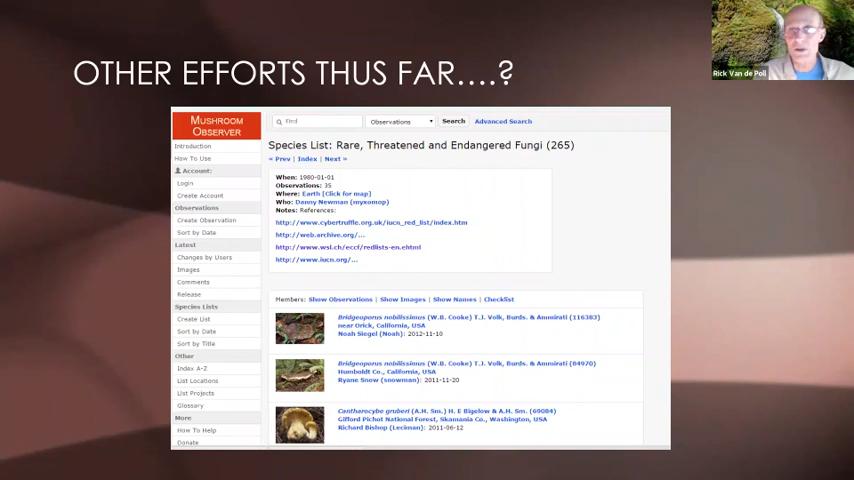 OTHER EFFORTS THUS FAR....?
Rick Van de Poll
MUSHROOM
OBSERVER
Find
Observations
Search
Advanced Search
Introduction
How To Use
Account:
Login
Create Account
Observations
Create Observation
Sort by Date
Latest
Changes by Users
Images
Comments
Release
Species Lists
Create List
Sort by Date
Sort by Title
Other
Index A-Z
List Locations
List Projects
Glossary
More
How To Help
Donate
Species List: Rare, Threatened and Endangered Fungi (265)
« Prev | Index | Next »
When: 1980-01-01
Observations: 35
Where: Earth [Click for map]
Who: Danny Newman (myxomop)
Notes: References:
http://www.cybertruffle.org.uk/iucn_red_list/index.htm
http://web.archive.org/...
http://www.wsl.ch/eccf/redlists-en.ehtml
http://www.iucn.org/...
Members: Show Observations | Show Images | Show Names | Checklist
Bridgeoporus nobilissimus (W.B. Cooke) T.J. Volk, Burds. & Ammirati (116383)
near Orick, California, USA
Noah Siegel (Noah): 2012-11-10
Bridgeoporus nobilissimus (W.B. Cooke) T.J. Volk, Burds. & Ammirati (84970)
Humboldt Co., California, USA
Ryane Snow (snowman): 2011-11-20
Cantharocybe gruberi (A.H. Sm.) H. E Bigelow & A.H. Sm. (69084)
Gifford Pichot National Forest, Skamania Co., Washington, USA
Richard Bishop (Leciman): 2011-06-12